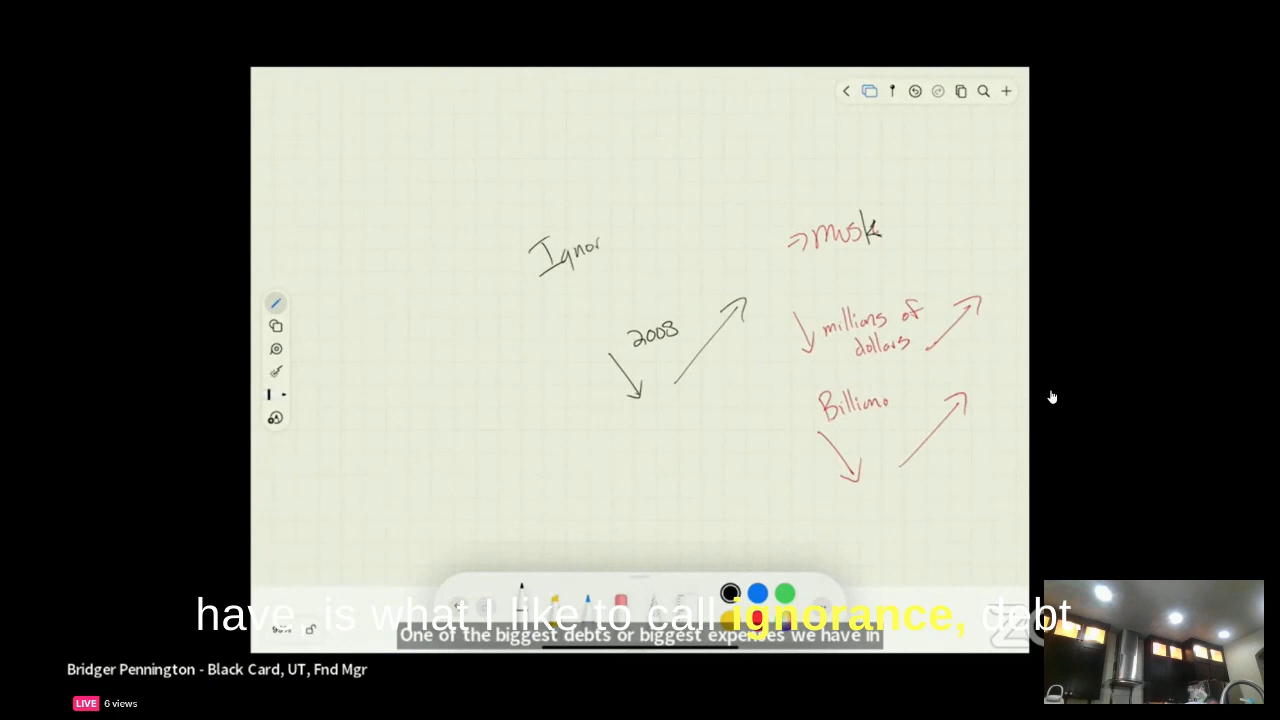 ⇒ Musk
Ignor
2008
millions of
dollars
Billion.
have, is what I like to call ignorance, debt.
One of the biggest debts or biggest expenses we have in
Bridger Pennington - Black Card, UT, Fnd Mgr
LIVE 6 views